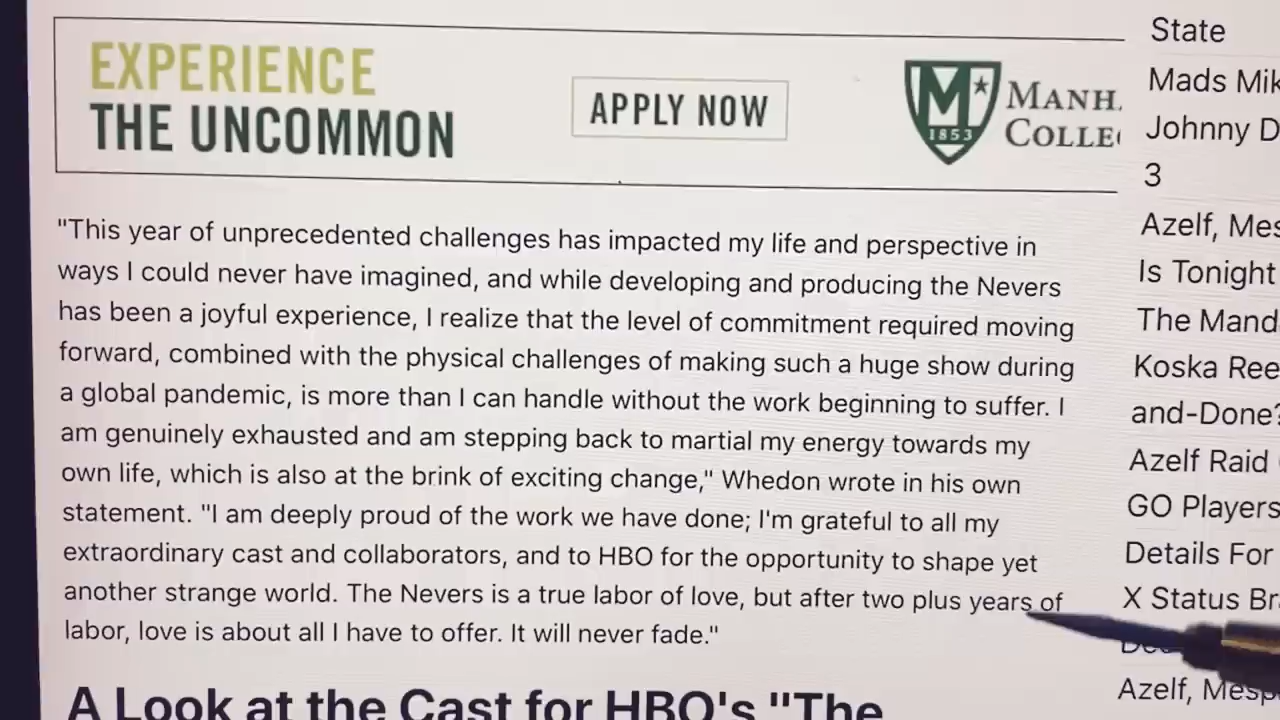 EXPERIENCE
THE UNCOMMON
APPLY NOW
1853
MANH
COLLE
"This year of unprecedented challenges has impacted my life and perspective in
ways I could never have imagined, and while developing and producing the Nevers
has been a joyful experience, I realize that the level of commitment required moving
forward, combined with the physical challenges of making such a huge show during
a global pandemic, is more than I can handle without the work beginning to suffer. I
am genuinely exhausted and am stepping back to martial my energy towards my
own life, which is also at the brink of exciting change," Whedon wrote in his own
statement. "I am deeply proud of the work we have done; I'm grateful to all my
extraordinary cast and collaborators, and to HBO for the opportunity to shape yet
another strange world. The Nevers is a true labor of love, but after two plus years of
labor, love is about all I have to offer. It will never fade."
A Look at the Cast for HBO's "The
State
Mads Mik
Johnny D
3
Azelf, Mes
Is Tonight
The Mand
Koska Ree
and-Done?
Azelf Raid
GO Players
Details For
X Status Br
Azelf, Mesp